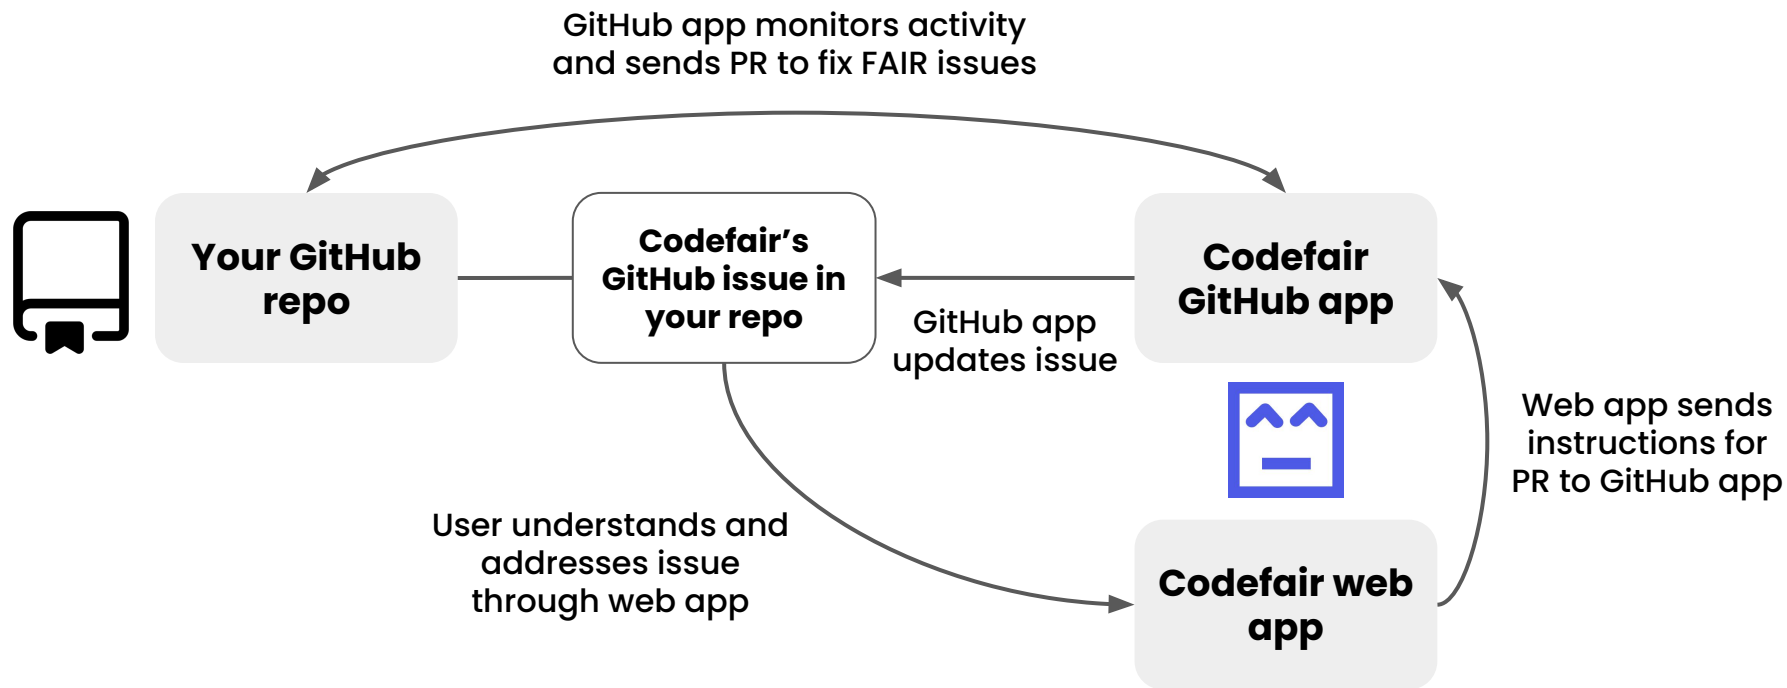 GitHub app monitors activity
and sends PR to fix FAIR issues
Your GitHub
repo
Codefair’s
GitHub issue in
your repo
Codefair
GitHub app
GitHub app
updates issue
Web app sends
instructions for
PR to GitHub app
User understands and
addresses issue
through web app
Codefair web
app